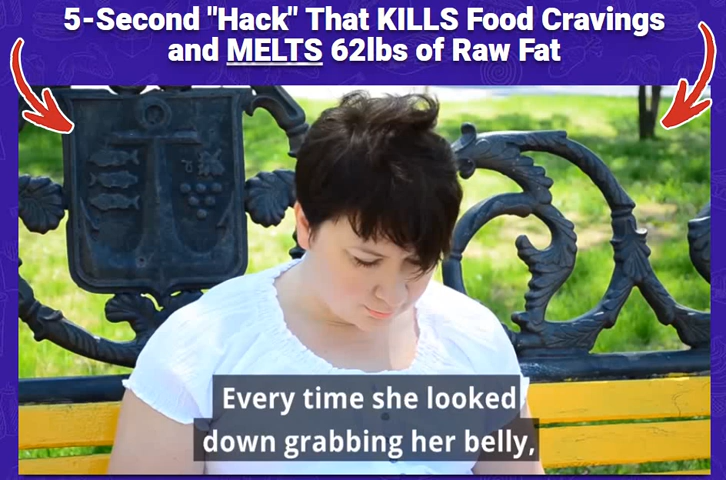 5-Second "Hack" That KILLS Food Cravings
and MELTS 62lbs of Raw Fat
Every time she looked
down grabbing her belly,